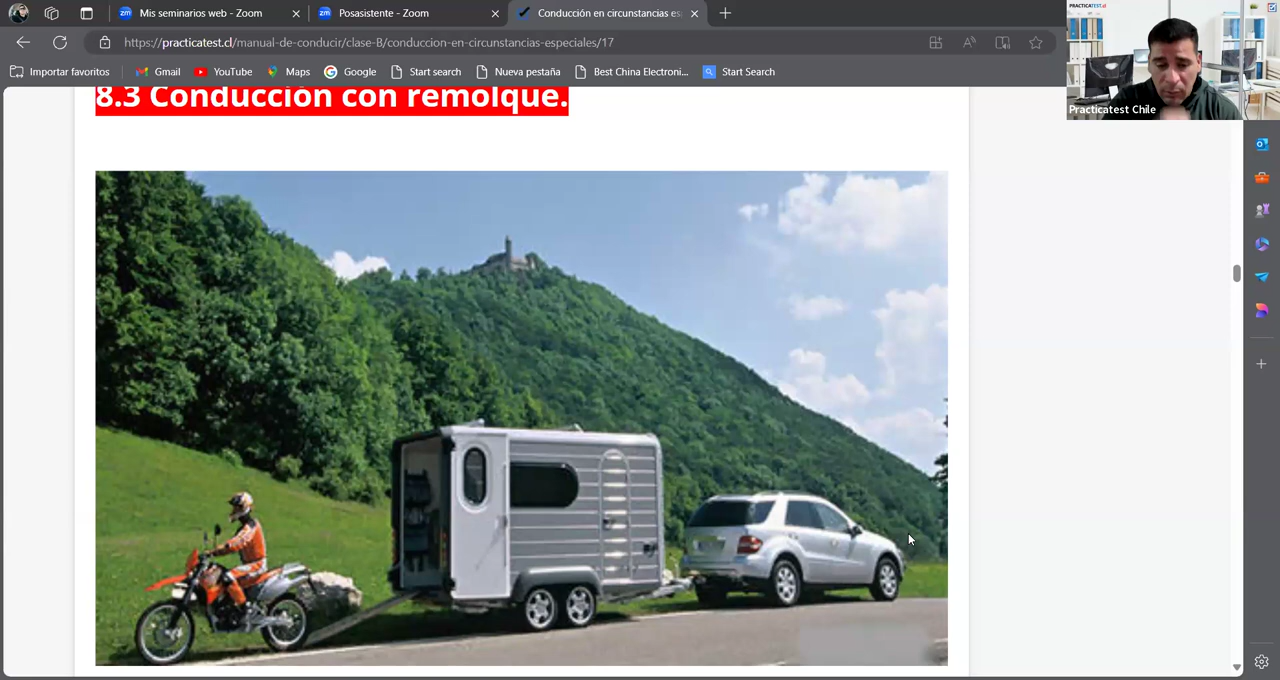 Mis seminarios web - Zoom
Posasistente - Zoom
Conducción en circunstancias es
https://practicatest.cl/manual-de-conducir/clase-B/conduccion-en-circunstancias-especiales/17
Importar favoritos
Gmail
YouTube
Maps
Google
Start search
Nueva pestaña
Best China Electroni...
Start Search
PRACTICATEST.cl
Practicatest Chile
8.3 Conducción con remolque.